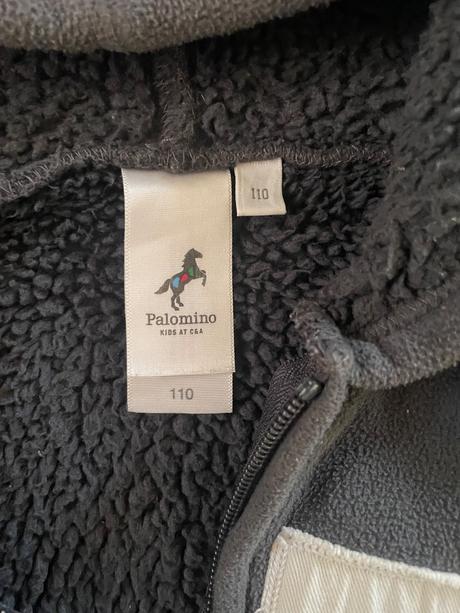 110
Palomino
KIDS AT C&A
110